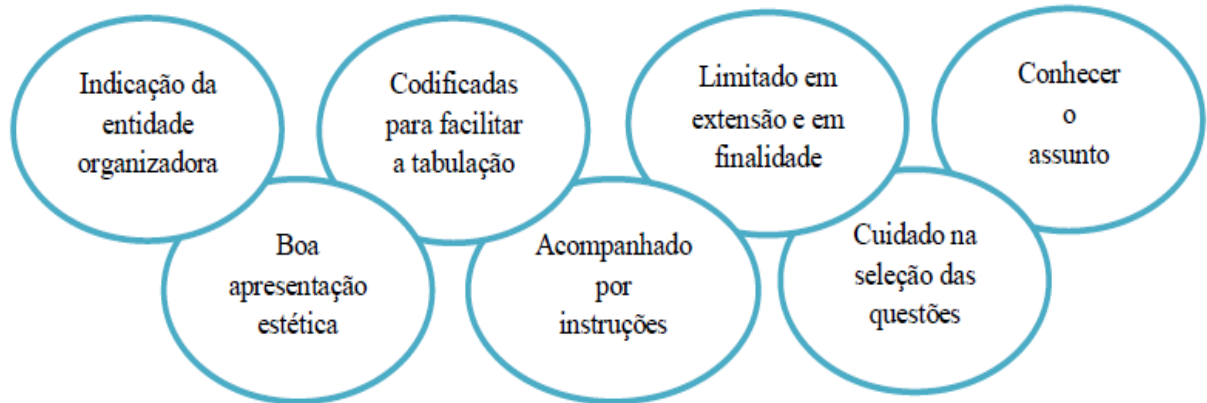 Indicação da
entidade
organizadora
Codificadas
para facilitar
a tabulação
Limitado em
extensão e em
finalidade
Conhecer
o
assunto
Boa
apresentação
estética
Acompanhado
por
instruções
Cuidado na
seleção das
questões